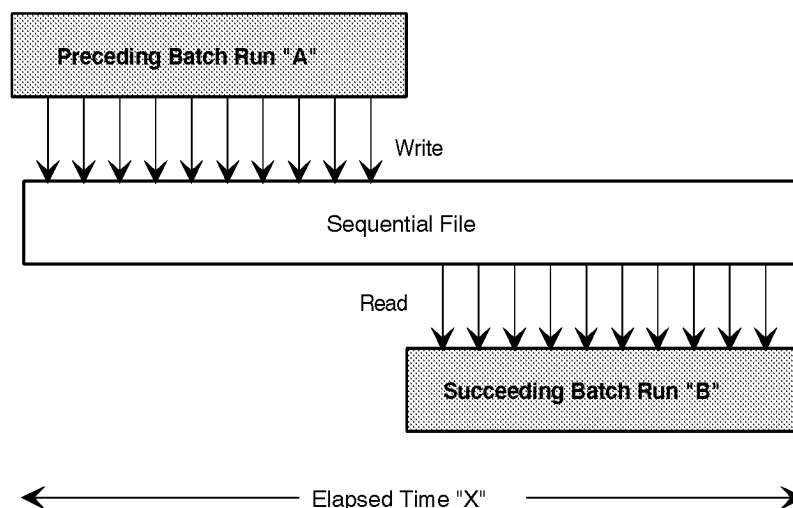 Preceding Batch Run "A"
Write
Sequential File
Read
Succeeding Batch Run "B"
Elapsed Time "X"